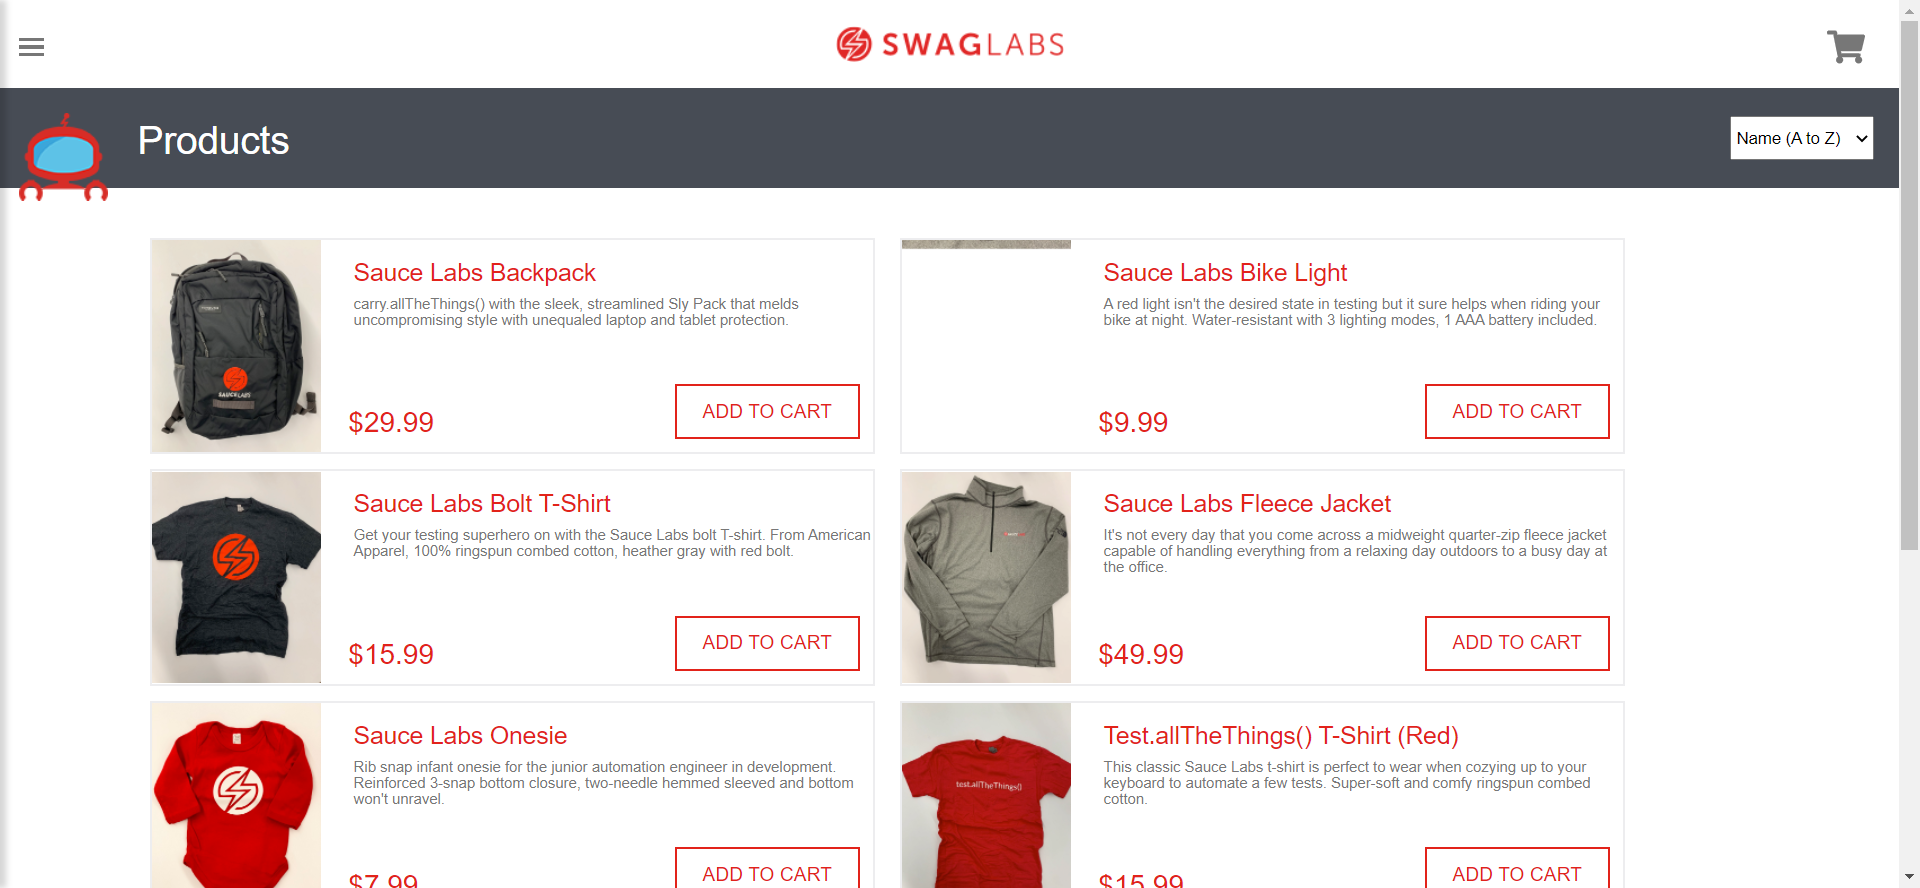 SWAGLABS
Products
Name (A to Z)
Sauce Labs Backpack
carry.allTheThings() with the sleek, streamlined Sly Pack that melds
uncompromising style with unequaled laptop and tablet protection.
$29.99
ADD TO CART
SAUCELABS
Sauce Labs Bike Light
A red light isn't the desired state in testing but it sure helps when riding your
bike at night. Water-resistant with 3 lighting modes, 1 AAA battery included.
$9.99
ADD TO CART
Sauce Labs Bolt T-Shirt
Get your testing superhero on with the Sauce Labs bolt T-shirt. From American
Apparel, 100% ringspun combed cotton, heather gray with red bolt.
$15.99
ADD TO CART
Sauce Labs Fleece Jacket
It's not every day that you come across a midweight quarter-zip fleece jacket
capable of handling everything from a relaxing day outdoors to a busy day at
the office.
$49.99
ADD TO CART
Sauce Labs Onesie
Rib snap infant onesie for the junior automation engineer in development.
Reinforced 3-snap bottom closure, two-needle hemmed sleeved and bottom
won't unravel.
$7.99
ADD TO CART
Test.allTheThings() T-Shirt (Red)
This classic Sauce Labs t-shirt is perfect to wear when cozying up to your
keyboard to automate a few tests. Super-soft and comfy ringspun combed
cotton.
$15.99
ADD TO CART
test.allTheThings()